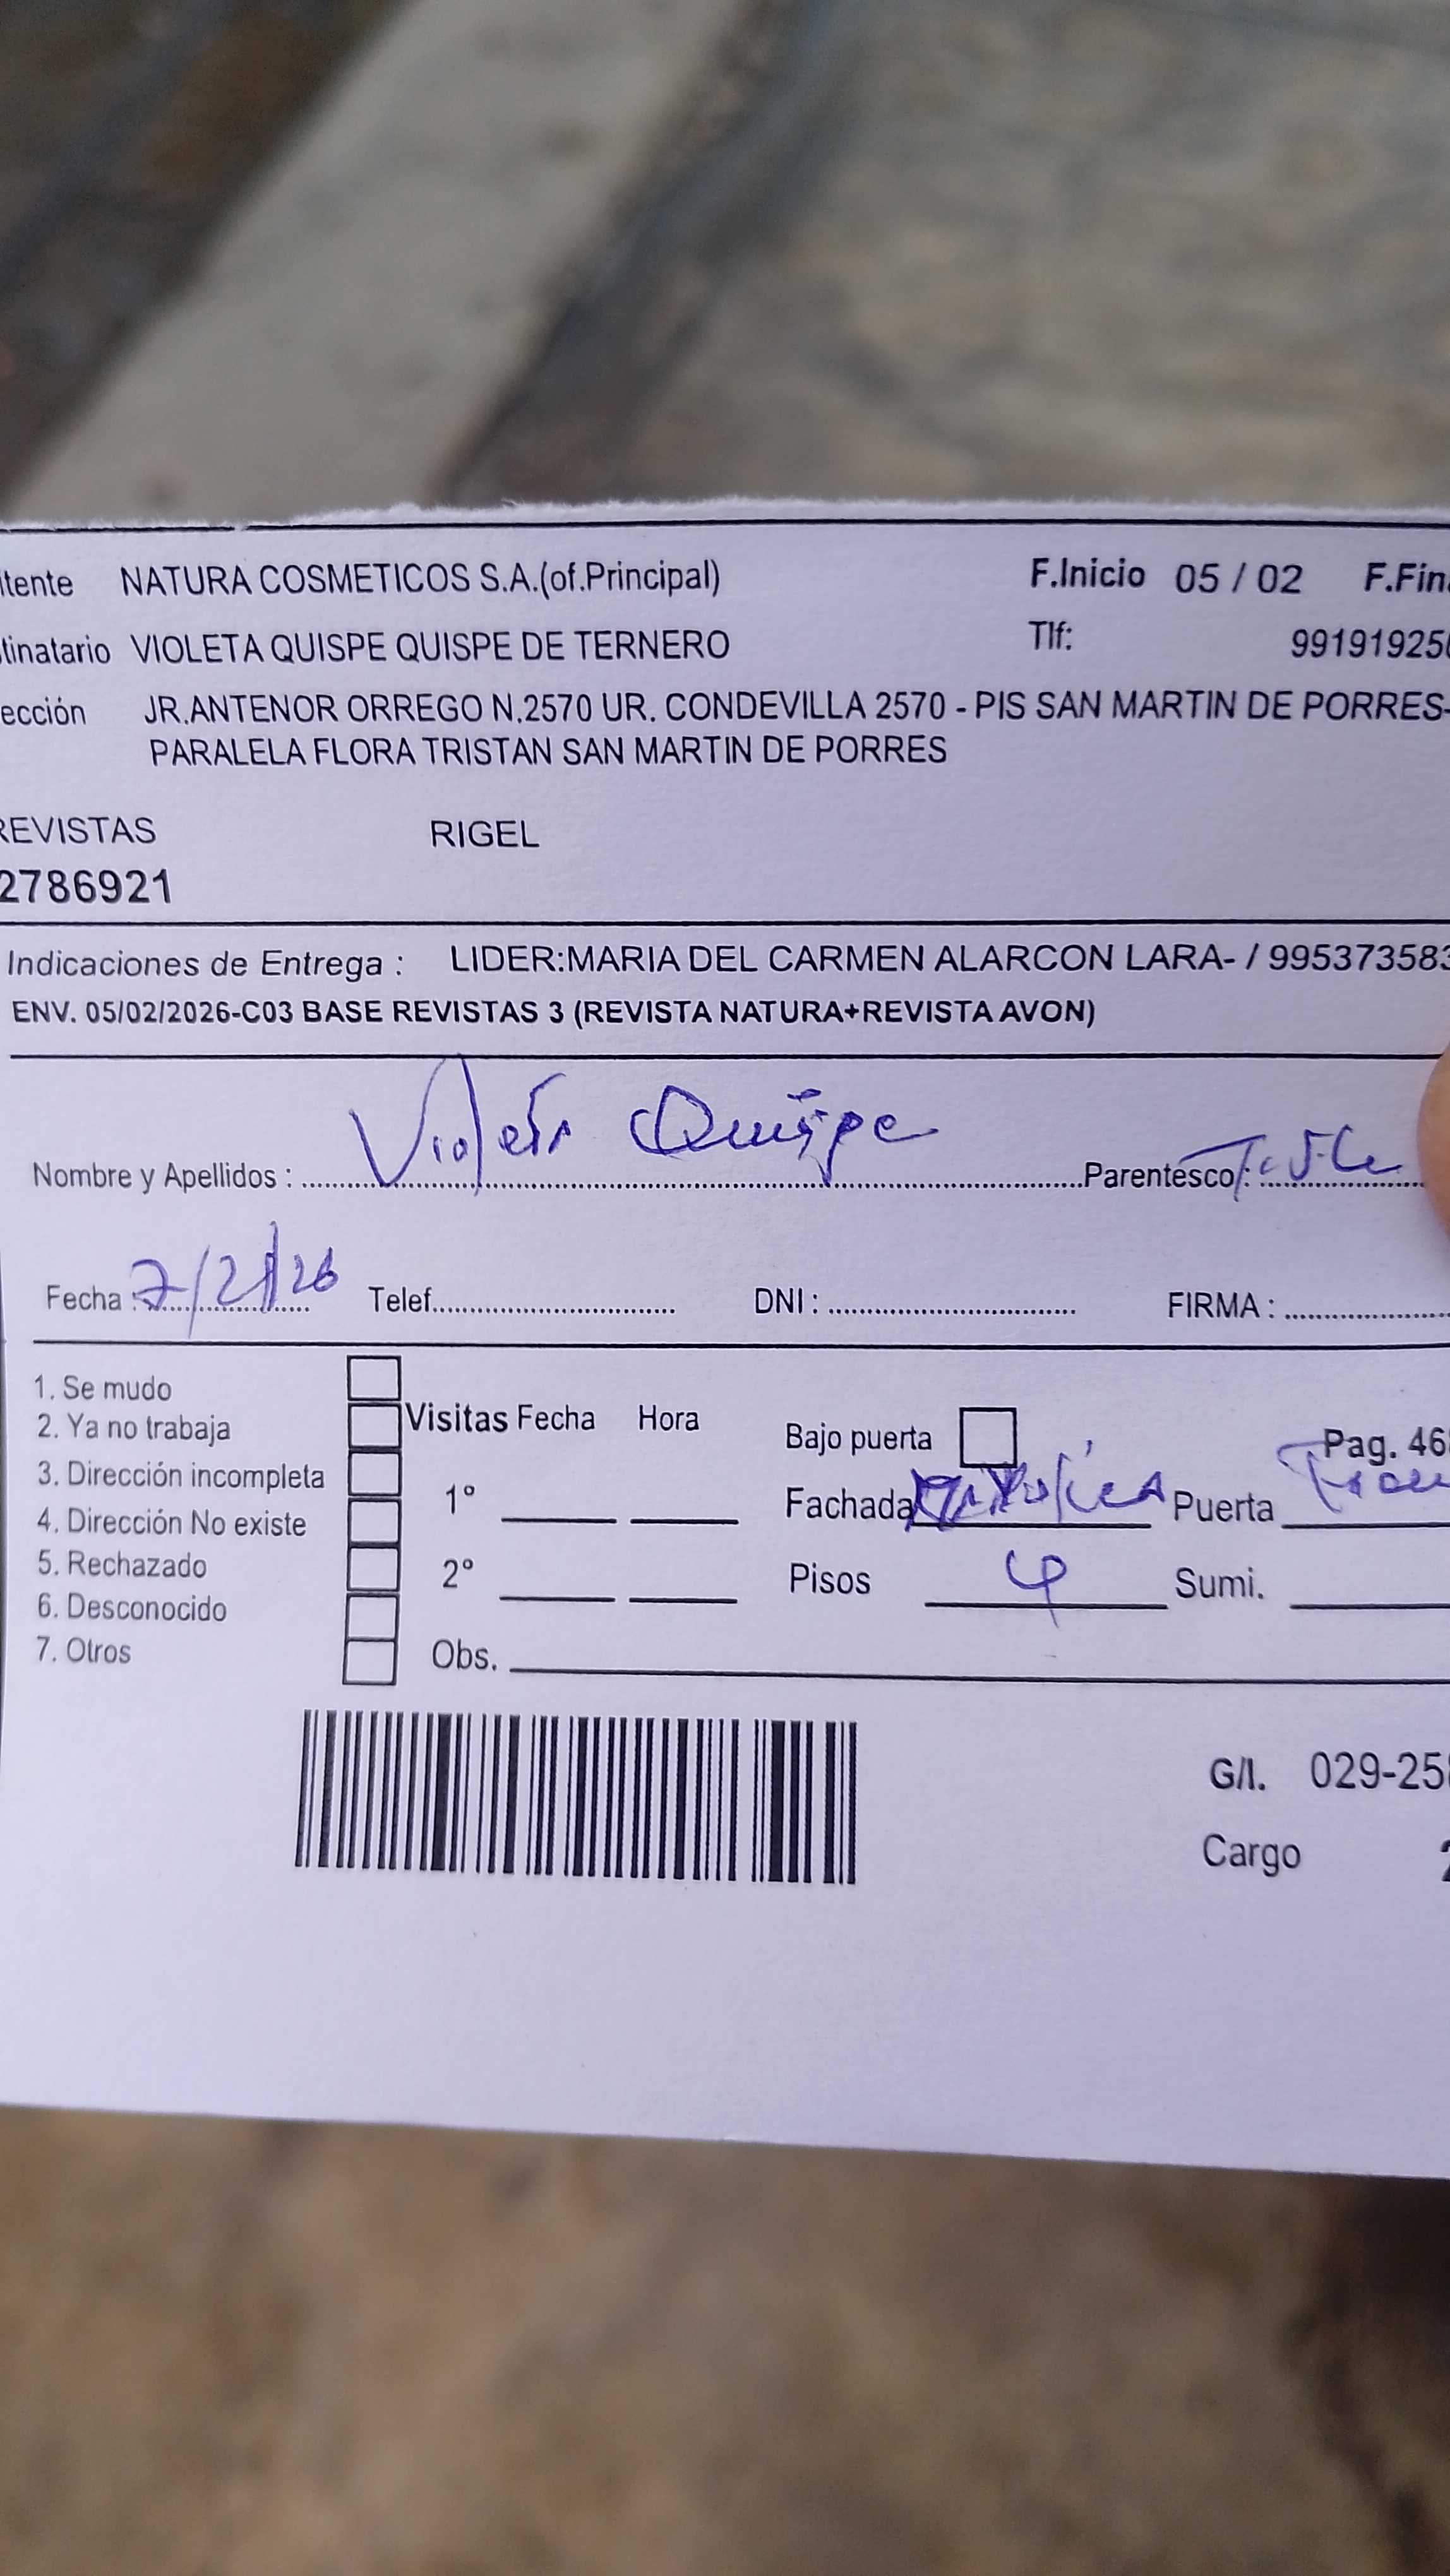 itente NATURA COSMETICOS S.A.(of.Principal) F.Inicio 05 / 02 F.Fin
tinatario VIOLETA QUISPE QUISPE DE TERNERO Tlf: 99191925
ección JR.ANTENOR ORREGO N.2570 UR. CONDEVILLA 2570 - PIS SAN MARTIN DE PORRES-
PARALELA FLORA TRISTAN SAN MARTIN DE PORRES
REVISTAS RIGEL
2786921
Indicaciones de Entrega : LIDER:MARIA DEL CARMEN ALARCON LARA- / 99537358
ENV. 05/02/2026-C03 BASE REVISTAS 3 (REVISTA NATURA+REVISTA AVON)
Nombre y Apellidos : Violeta Quispe Parentesco :
Fecha : 7/2/26 Telef. DNI : FIRMA :
1. Se mudo
2. Ya no trabaja Visitas Fecha Hora Bajo puerta Pag. 46
3. Dirección incompleta 1° Fachada Puerta
4. Dirección No existe
5. Rechazado 2° Pisos 4 Sumi.
6. Desconocido
7. Otros Obs.
G/I. 029-25
Cargo